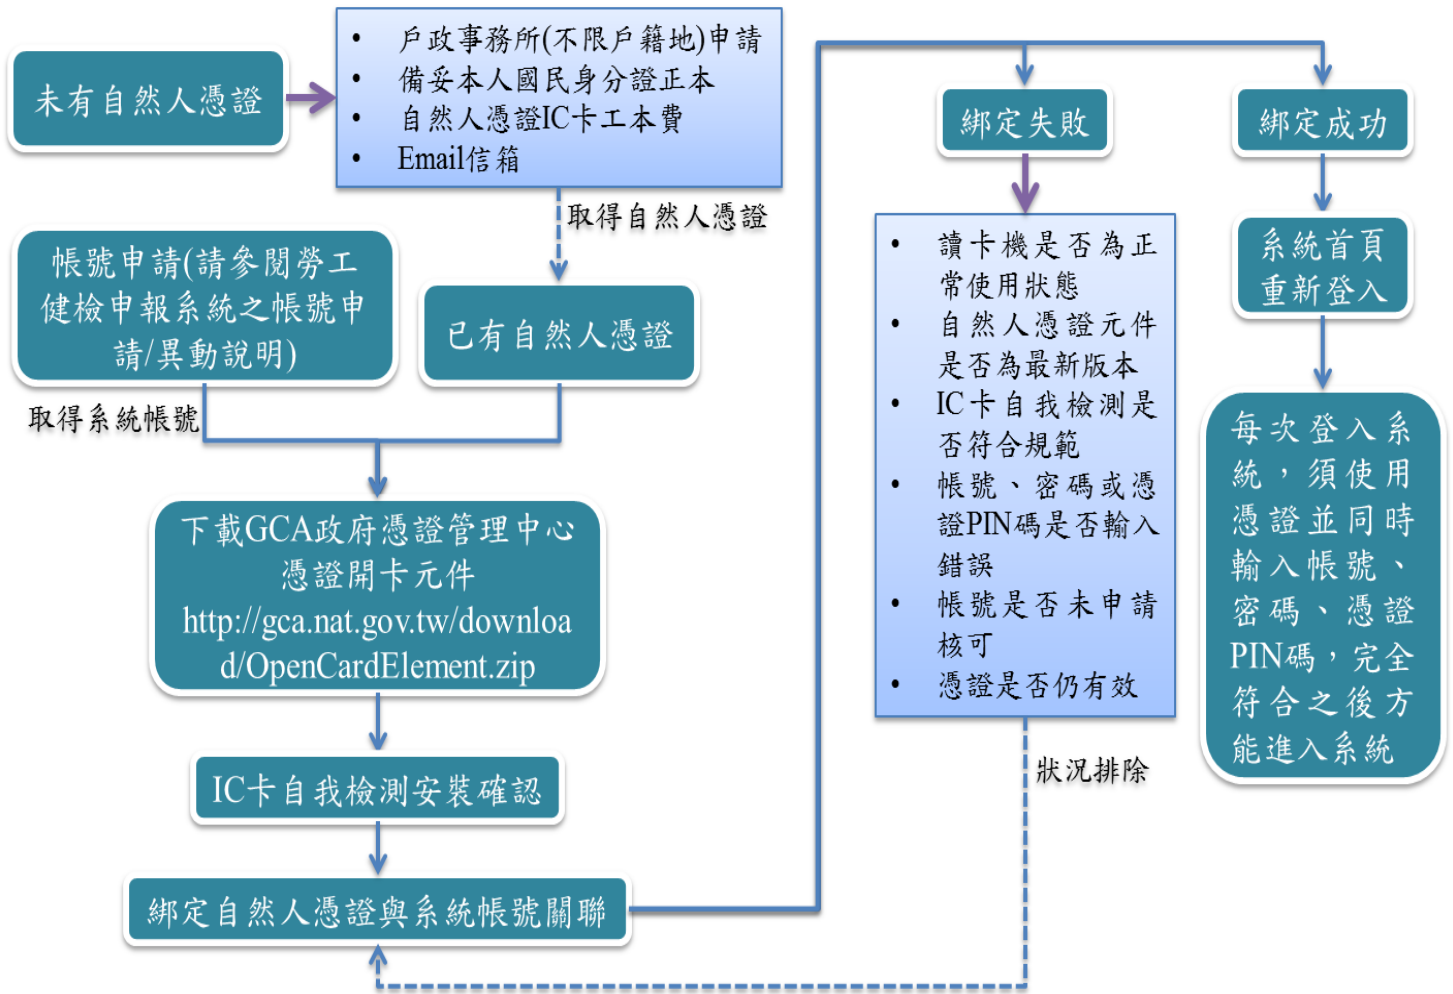 未有自然人憑證
• 戶政事務所(不限戶籍地)申請
• 備妥本人國民身分證正本
• 自然人憑證IC卡工本費
• Email信箱
取得自然人憑證
帳號申請(請參閱勞工
健檢申報系統之帳號申
請/異動說明)
已有自然人憑證
取得系統帳號
下載GCA政府憑證管理中心
憑證開卡元件
http://gca.nat.gov.tw/downloa
d/OpenCardElement.zip
IC卡自我檢測安裝確認
綁定自然人憑證與系統帳號關聯
綁定失敗
• 讀卡機是否為正
常使用狀態
• 自然人憑證元件
是否為最新版本
• IC卡自我檢測是
否符合規範
• 帳號、密碼或憑
證PIN碼是否輸入
錯誤
• 帳號是否未申請
核可
• 憑證是否仍有效
狀況排除
綁定成功
系統首頁
重新登入
每次登入系
統，須使用
憑證並同時
輸入帳號、
密碼、憑證
PIN碼，完全
符合之後方
能進入系統